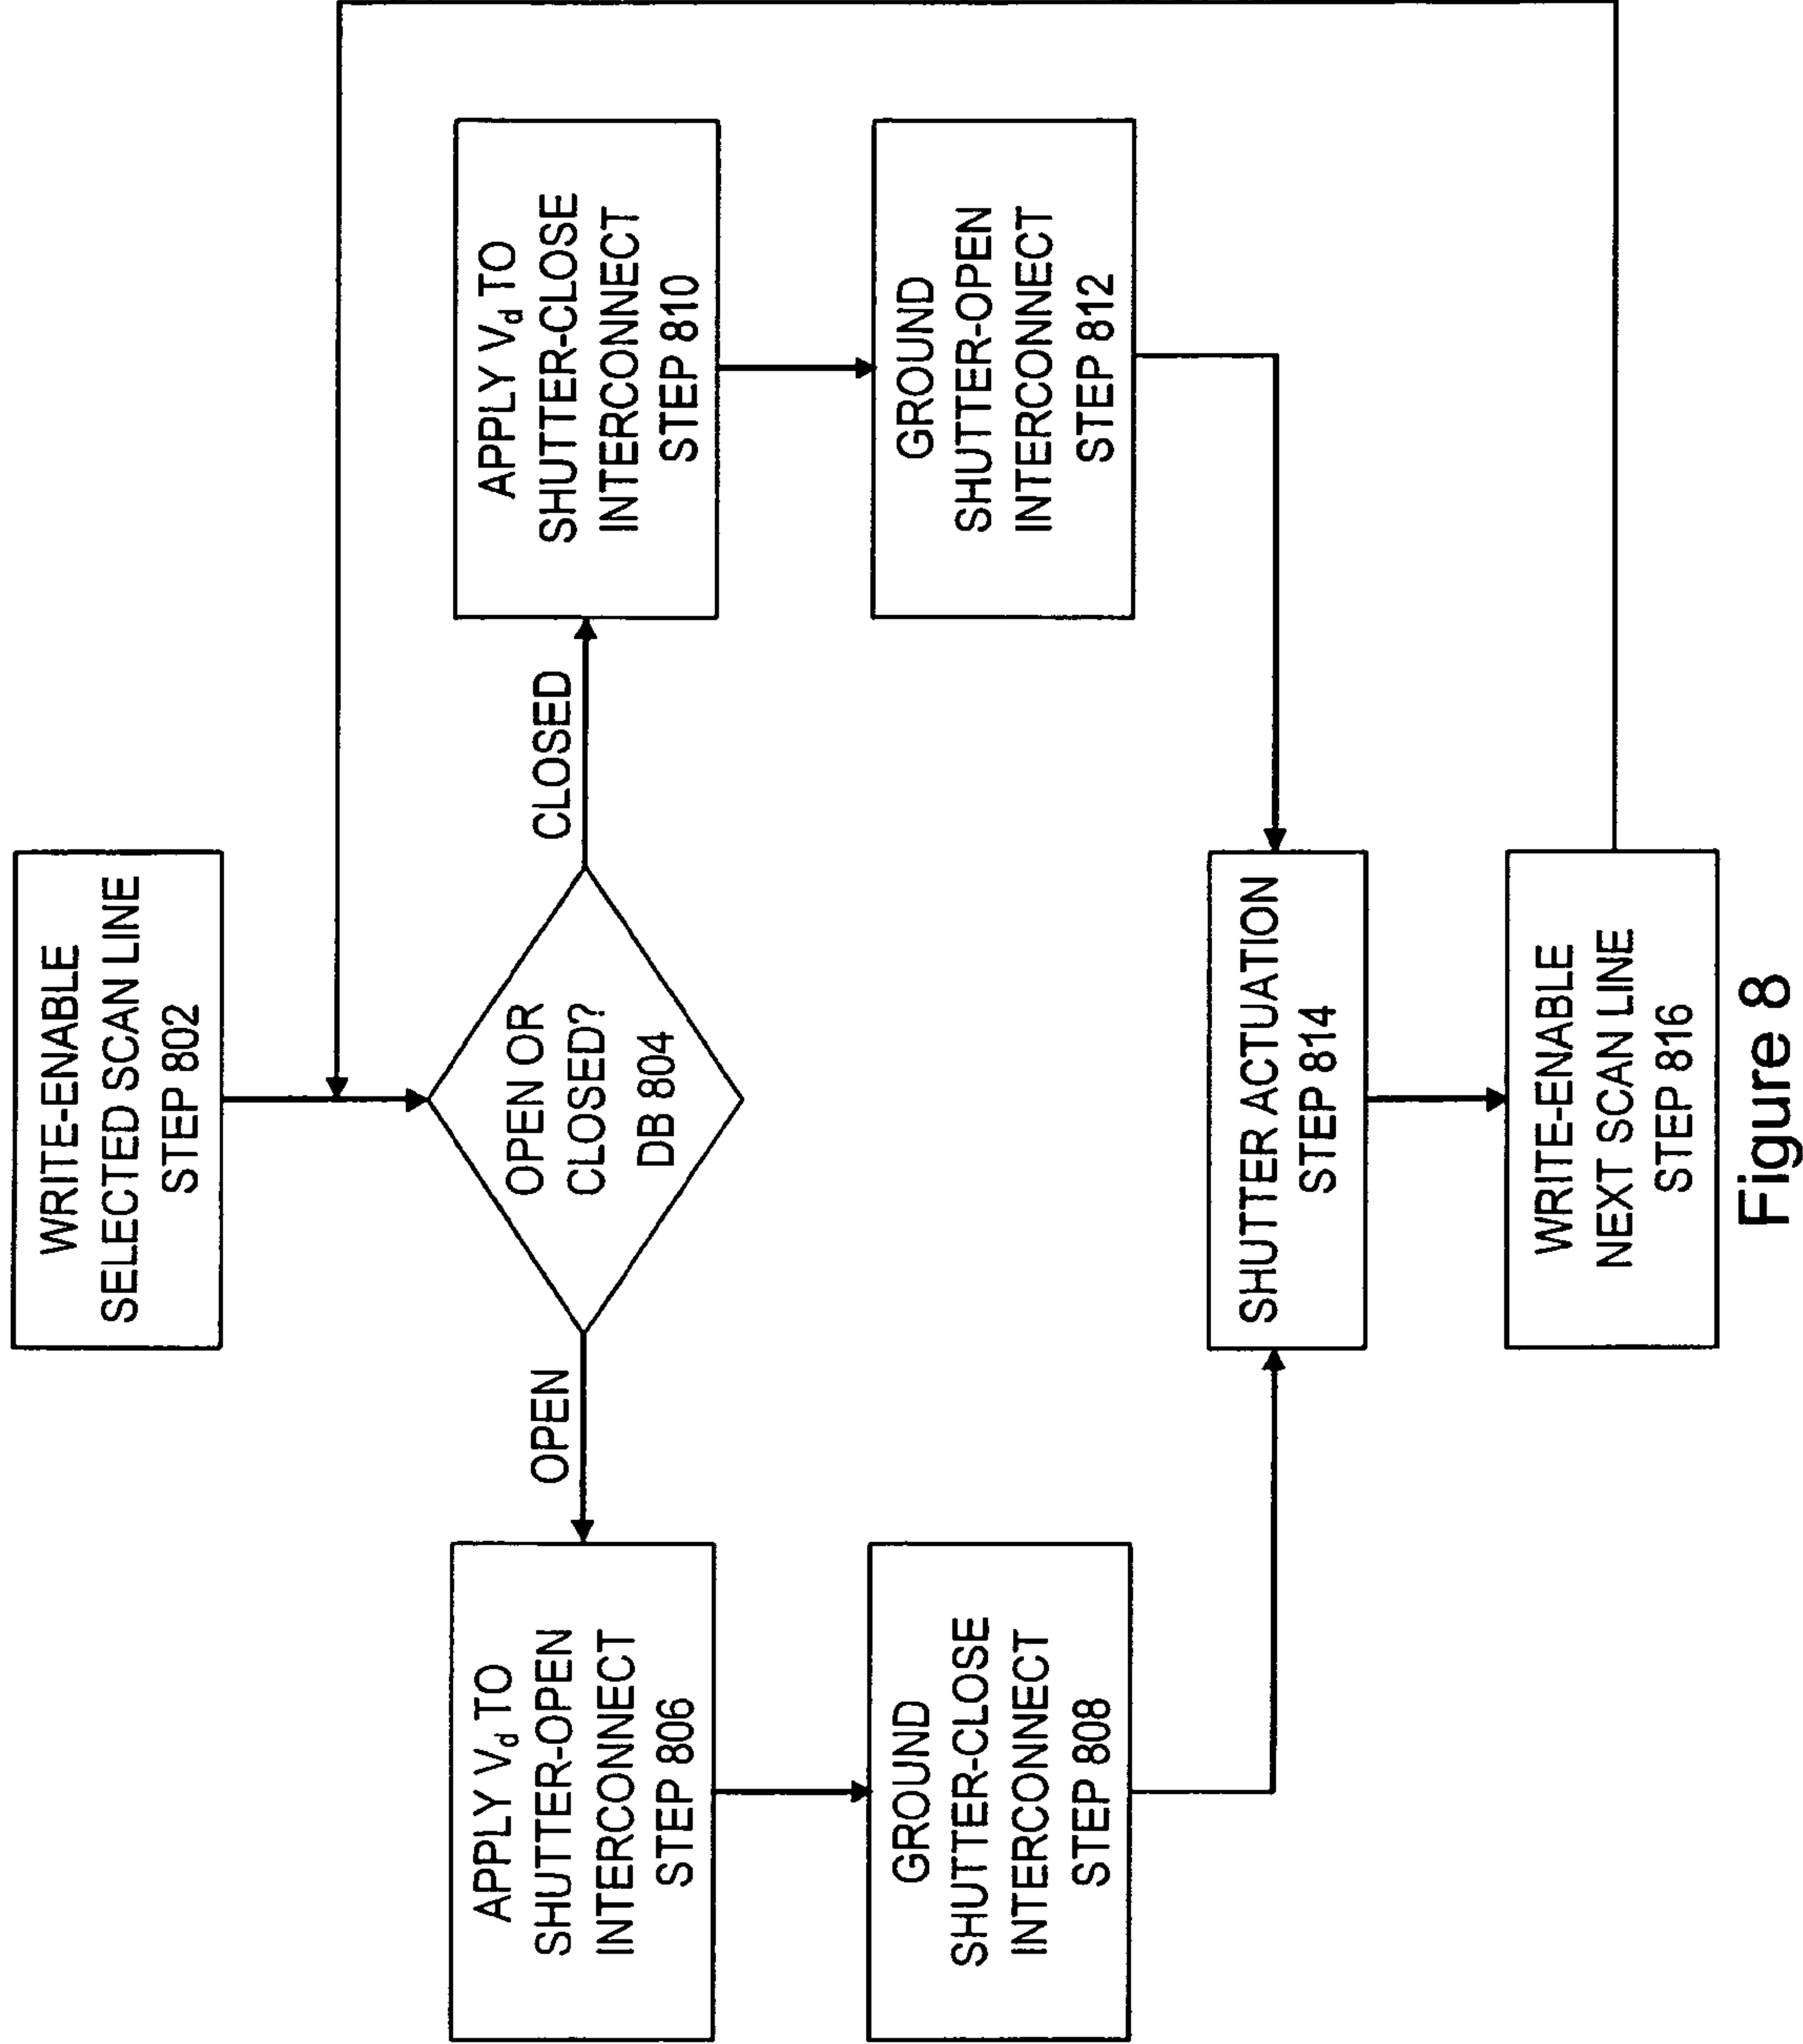 WRITE-ENABLE
SELECTED SCAN LINE
STEP 802
OPEN OR
CLOSED?
DB 804
OPEN
CLOSED
APPLY Vd TO
SHUTTER-OPEN
INTERCONNECT
STEP 806
GROUND
SHUTTER-CLOSE
INTERCONNECT
STEP 808
APPLY Vd TO
SHUTTER-CLOSE
INTERCONNECT
STEP 810
GROUND
SHUTTER-OPEN
INTERCONNECT
STEP 812
SHUTTER ACTUATION
STEP 814
WRITE-ENABLE
NEXT SCAN LINE
STEP 816
Figure 8